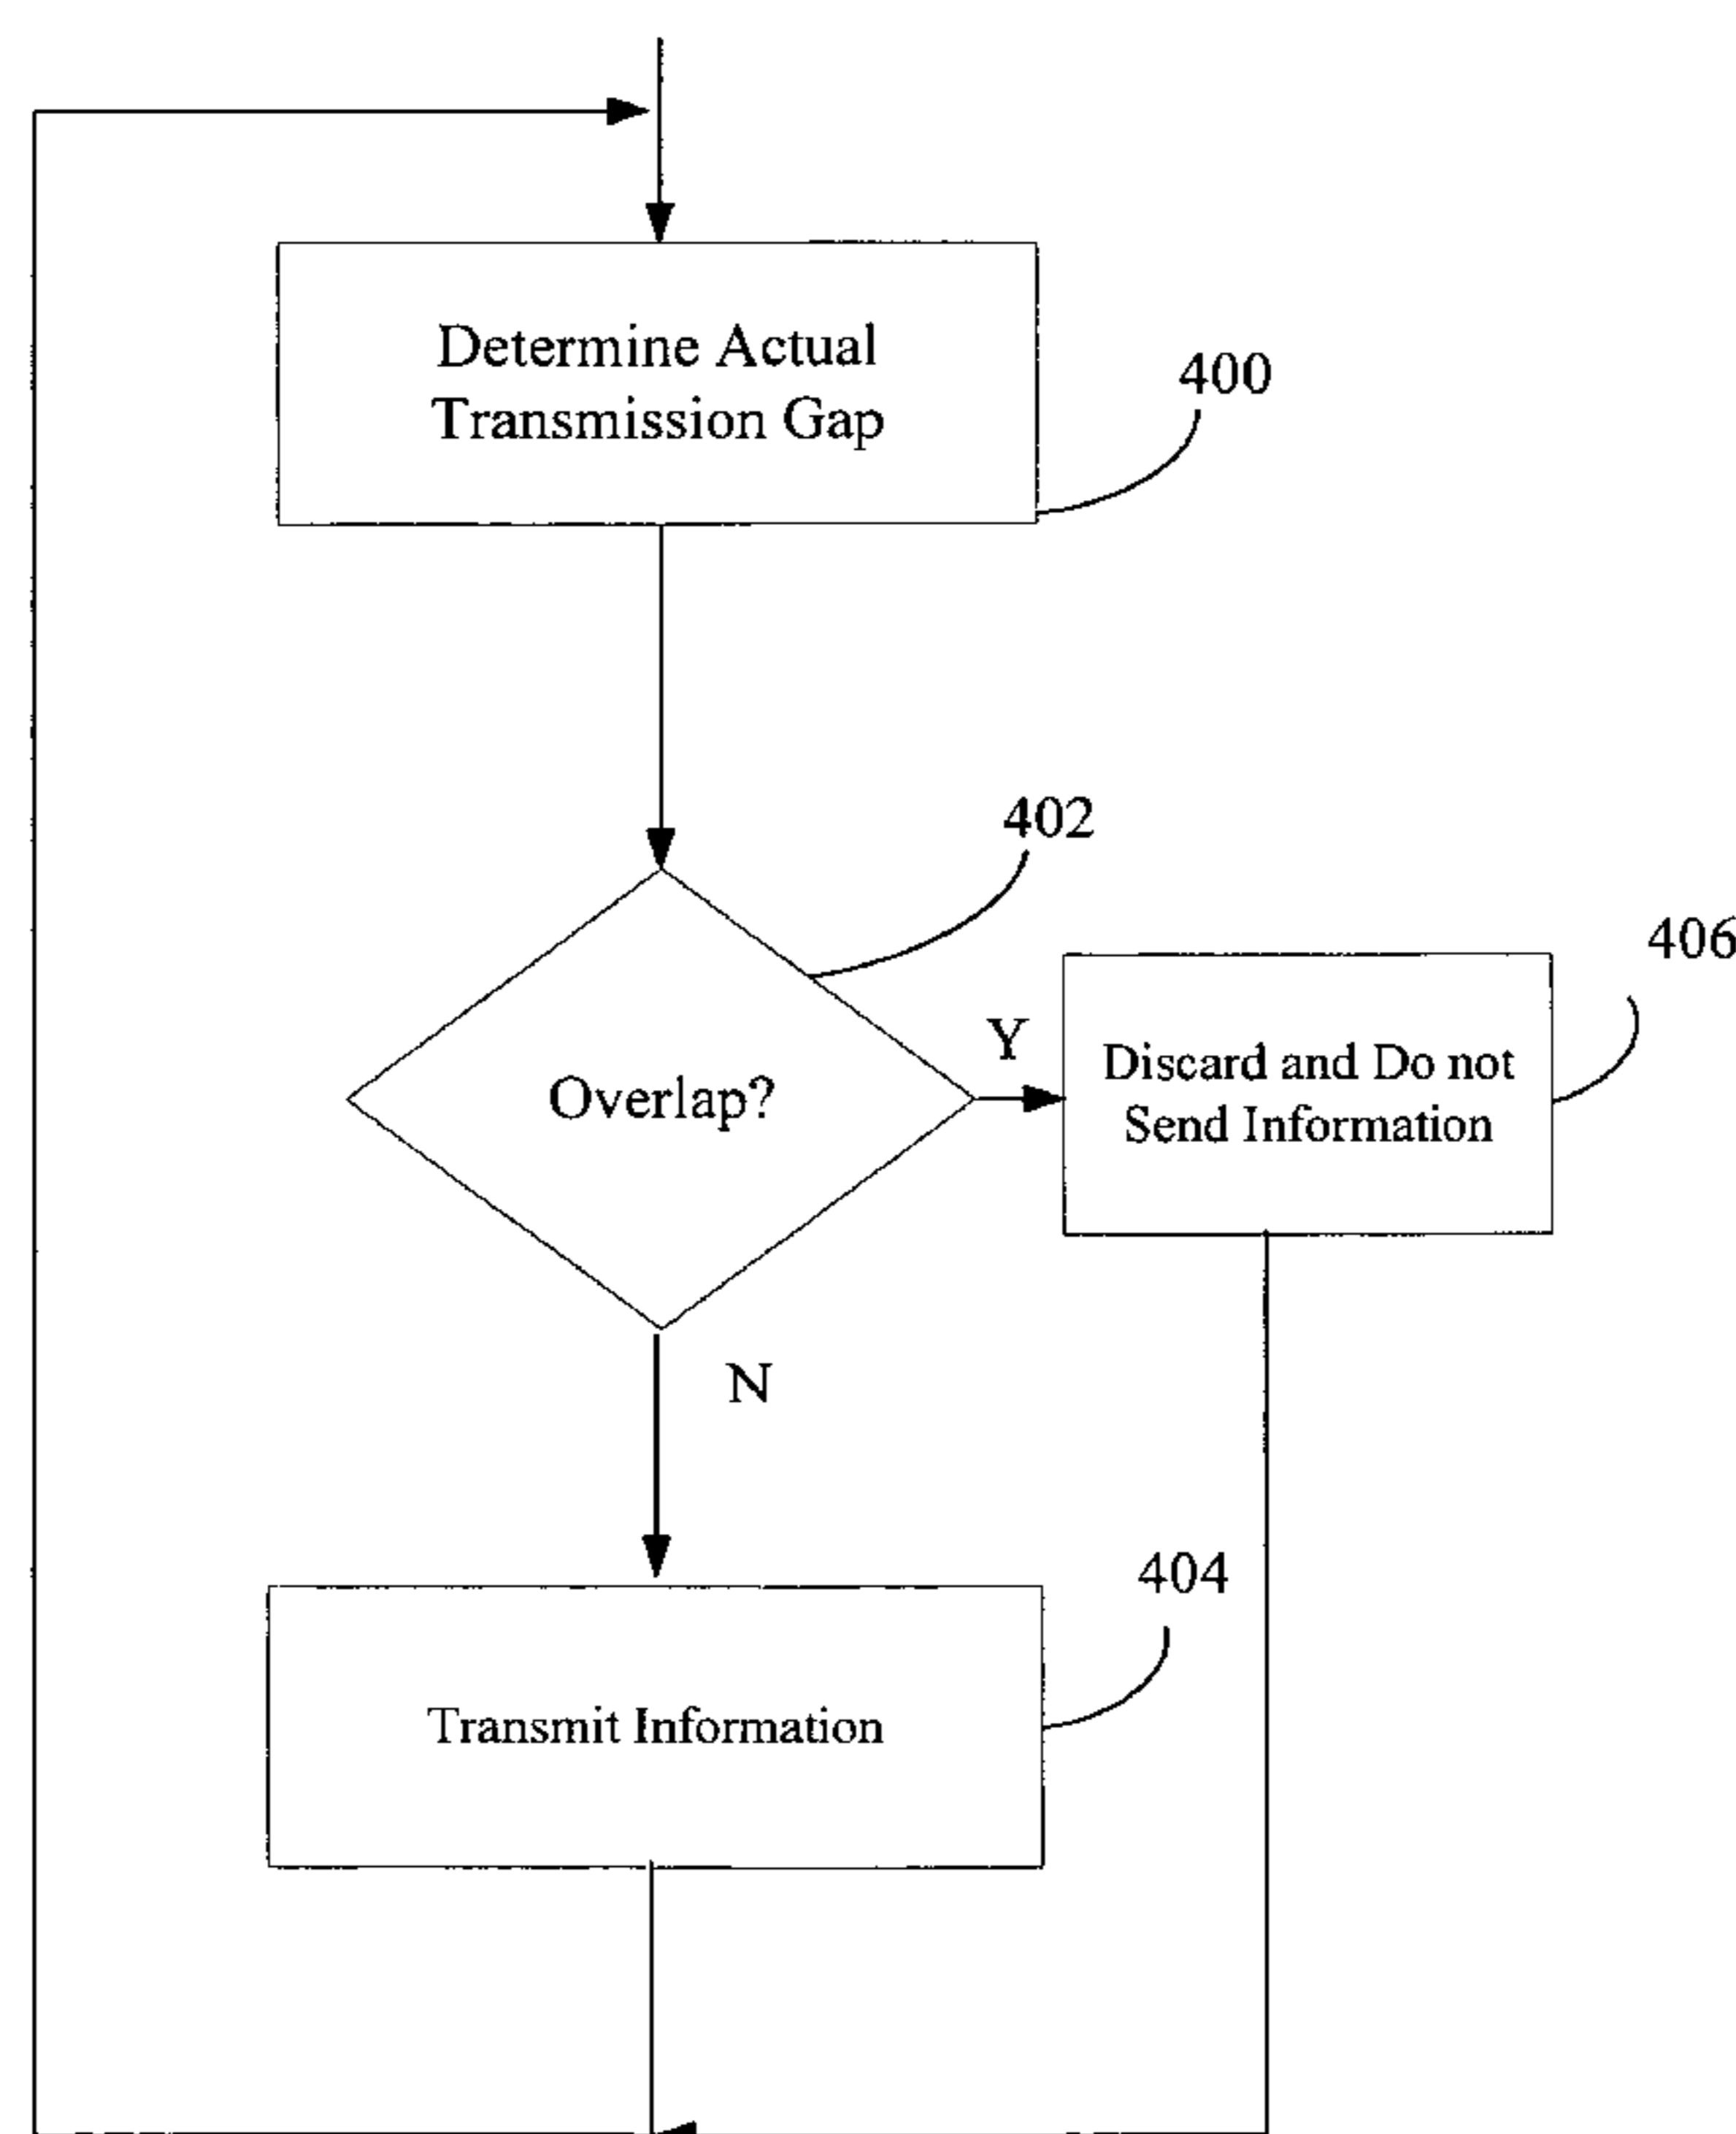 Determine Actual
Transmission Gap
400
402
406
Y
Discard and Do not
Send Information
Overlap?
N
404
Transmit Information